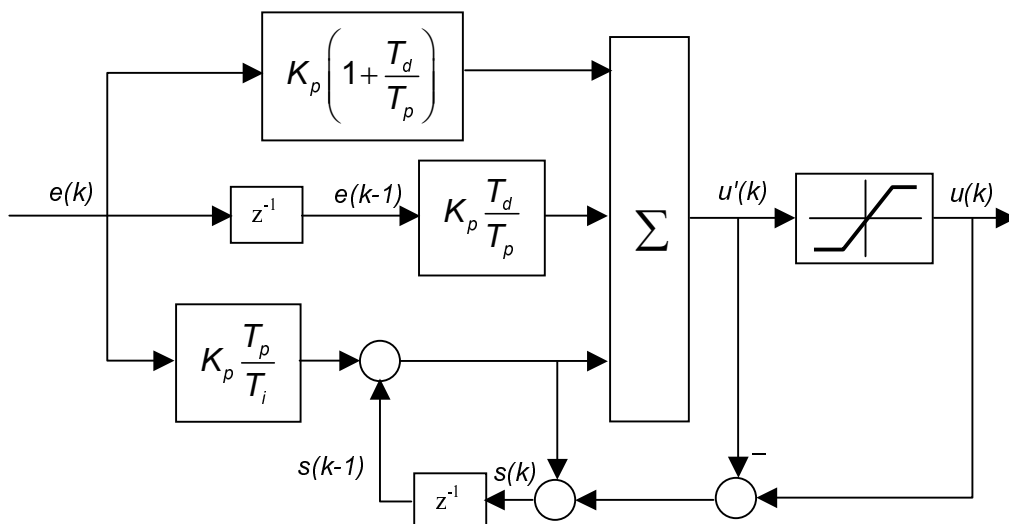 K_p(1+T_d/T_p)
e(k)
z⁻¹
e(k-1)
K_p T_d/T_p
Σ
u'(k)
u(k)
K_p T_p/T_i
s(k-1)
z⁻¹
s(k)
–